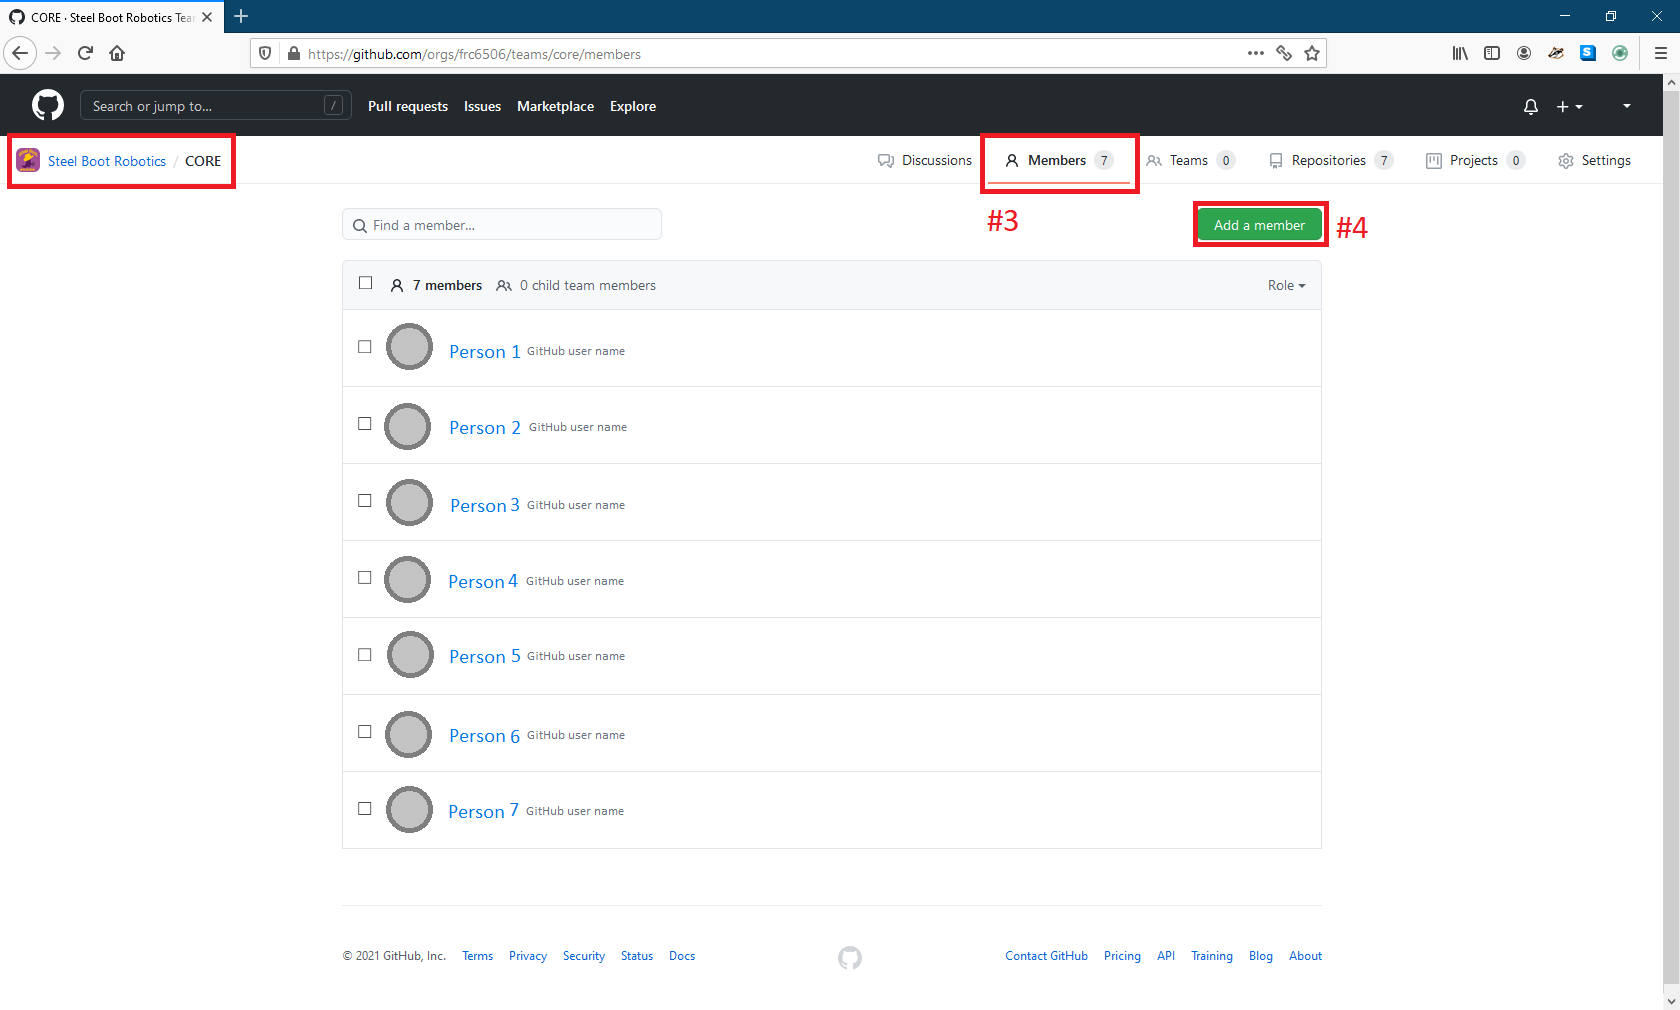 CORE · Steel Boot Robotics Tea
https://github.com/orgs/frc6506/teams/core/members
Search or jump to... /
Pull requests Issues Marketplace Explore
Steel Boot Robotics / CORE
Discussions Members 7 Teams 0 Repositories 7 Projects 0 Settings
#3
Find a member...
Add a member #4
7 members 0 child team members Role
Person 1 GitHub user name
Person 2 GitHub user name
Person 3 GitHub user name
Person 4 GitHub user name
Person 5 GitHub user name
Person 6 GitHub user name
Person 7 GitHub user name
© 2021 GitHub, Inc. Terms Privacy Security Status Docs Contact GitHub Pricing API Training Blog About